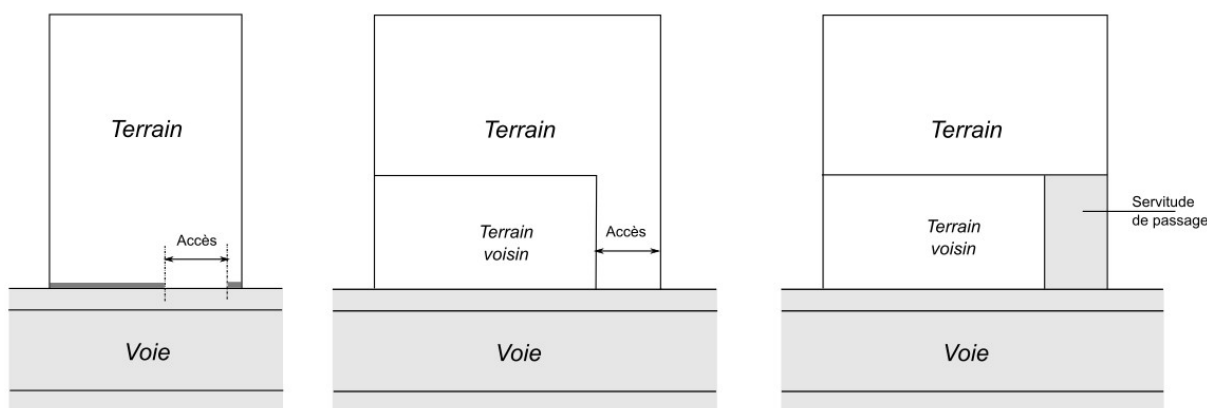 Terrain
Accès
Voie
Terrain
Terrain
voisin
Accès
Voie
Terrain
Terrain
voisin
Servitude
de passage
Voie